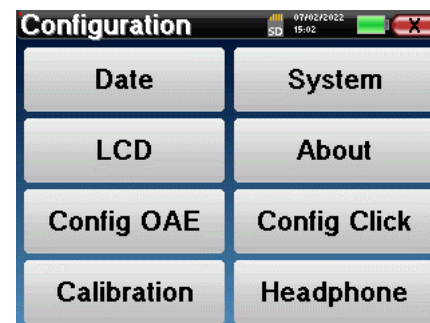 Configuration
SD
07/02/2022
15:02
X
Date
System
LCD
About
Config OAE
Config Click
Calibration
Headphone